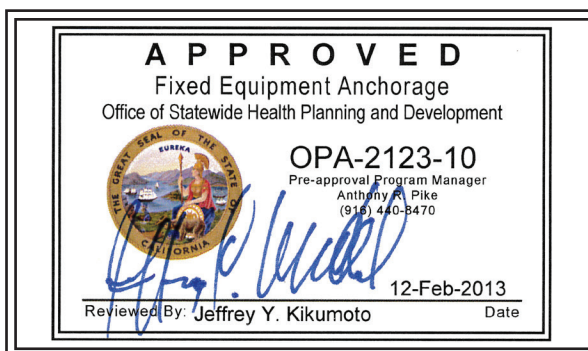 A P P R O V E D
Fixed Equipment Anchorage
Office of Statewide Health Planning and Development
THE GREAT SEAL OF THE STATE OF CALIFORNIA
EUREKA
OPA-2123-10
Pre-approval Program Manager
Anthony R. Pike
(916) 440-8470
12-Feb-2013
Reviewed By: Jeffrey Y. Kikumoto Date